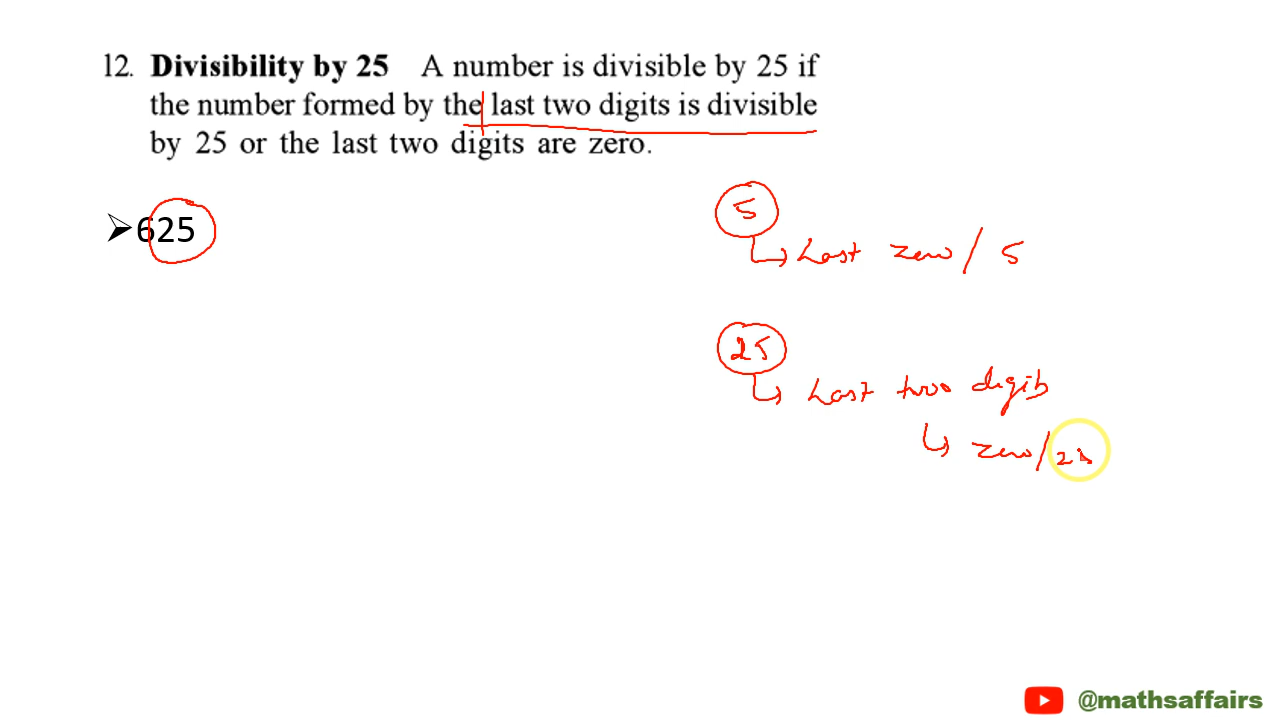 12. Divisibility by 25 A number is divisible by 25 if
the number formed by the last two digits is divisible
by 25 or the last two digits are zero.
➢625
5
Last zero / 5
25
Last two digits
zero/
@mathsaffairs